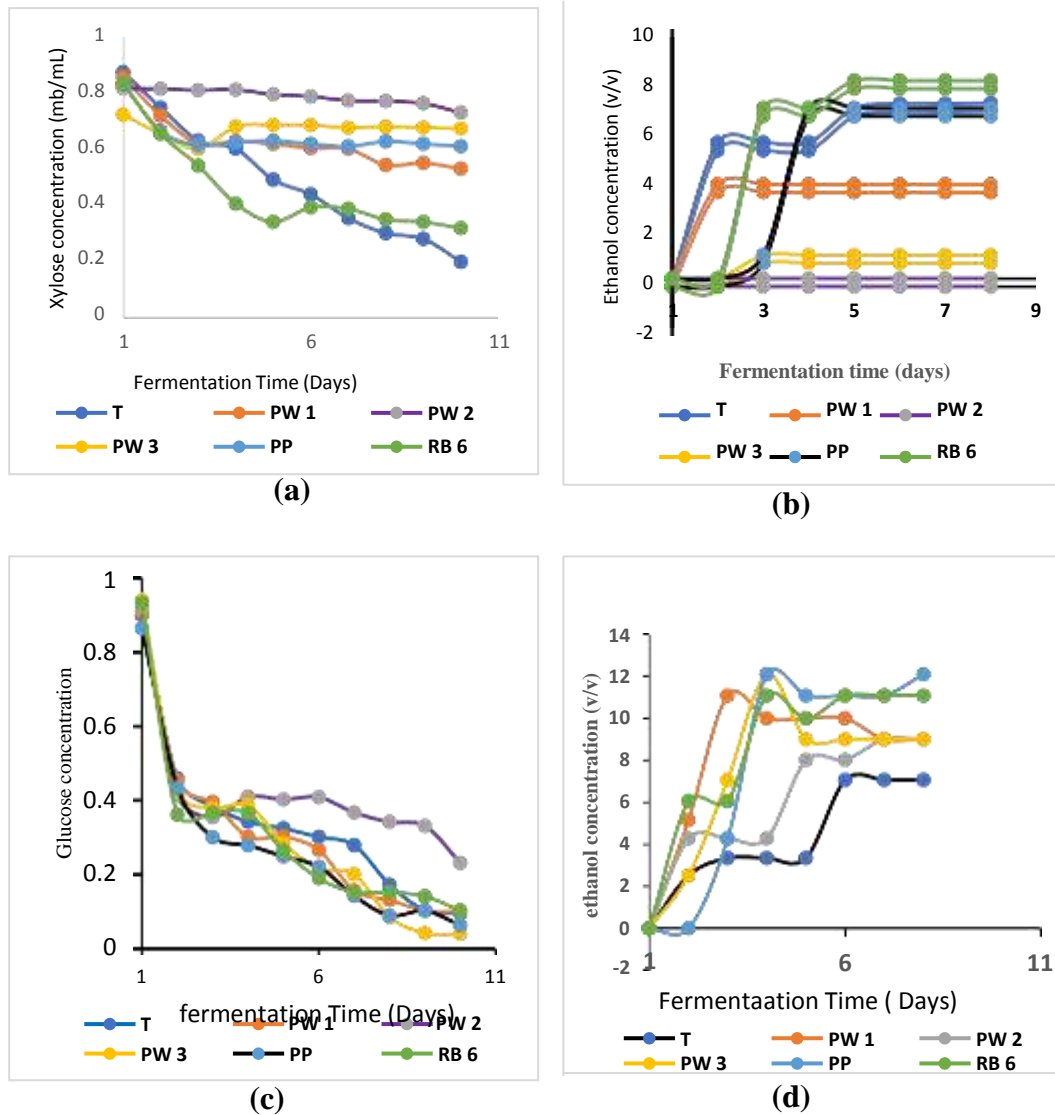 Xylose concentration (mb/mL)
1
0.8
0.6
0.4
0.2
0
1 6 11
Fermentation Time (Days)
T PW 1 PW 2
PW 3 PP RB 6
(a)
Ethanol concentration (v/v)
10
8
6
4
2
0
-2
1 3 5 7 9
Fermentation time (days)
T PW 1 PW 2
PW 3 PP RB 6
(b)
Glucose concentration
1
0.8
0.6
0.4
0.2
0
1 6 11
fermentation Time (Days)
T PW 1 PW 2
PW 3 PP RB 6
(c)
ethanol concentration (v/v)
14
12
10
8
6
4
2
0
-2
1 6 11
Fermentaation Time ( Days)
T PW 1 PW 2
PW 3 PP RB 6
(d)